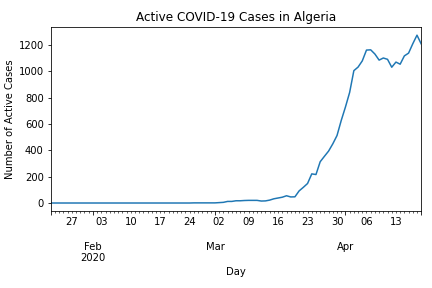 Active COVID-19 Cases in Algeria
Number of Active Cases
1200
1000
800
600
400
200
0
27 03 10 17 24 02 09 16 23 30 06 13
Feb Mar Apr
2020
Day